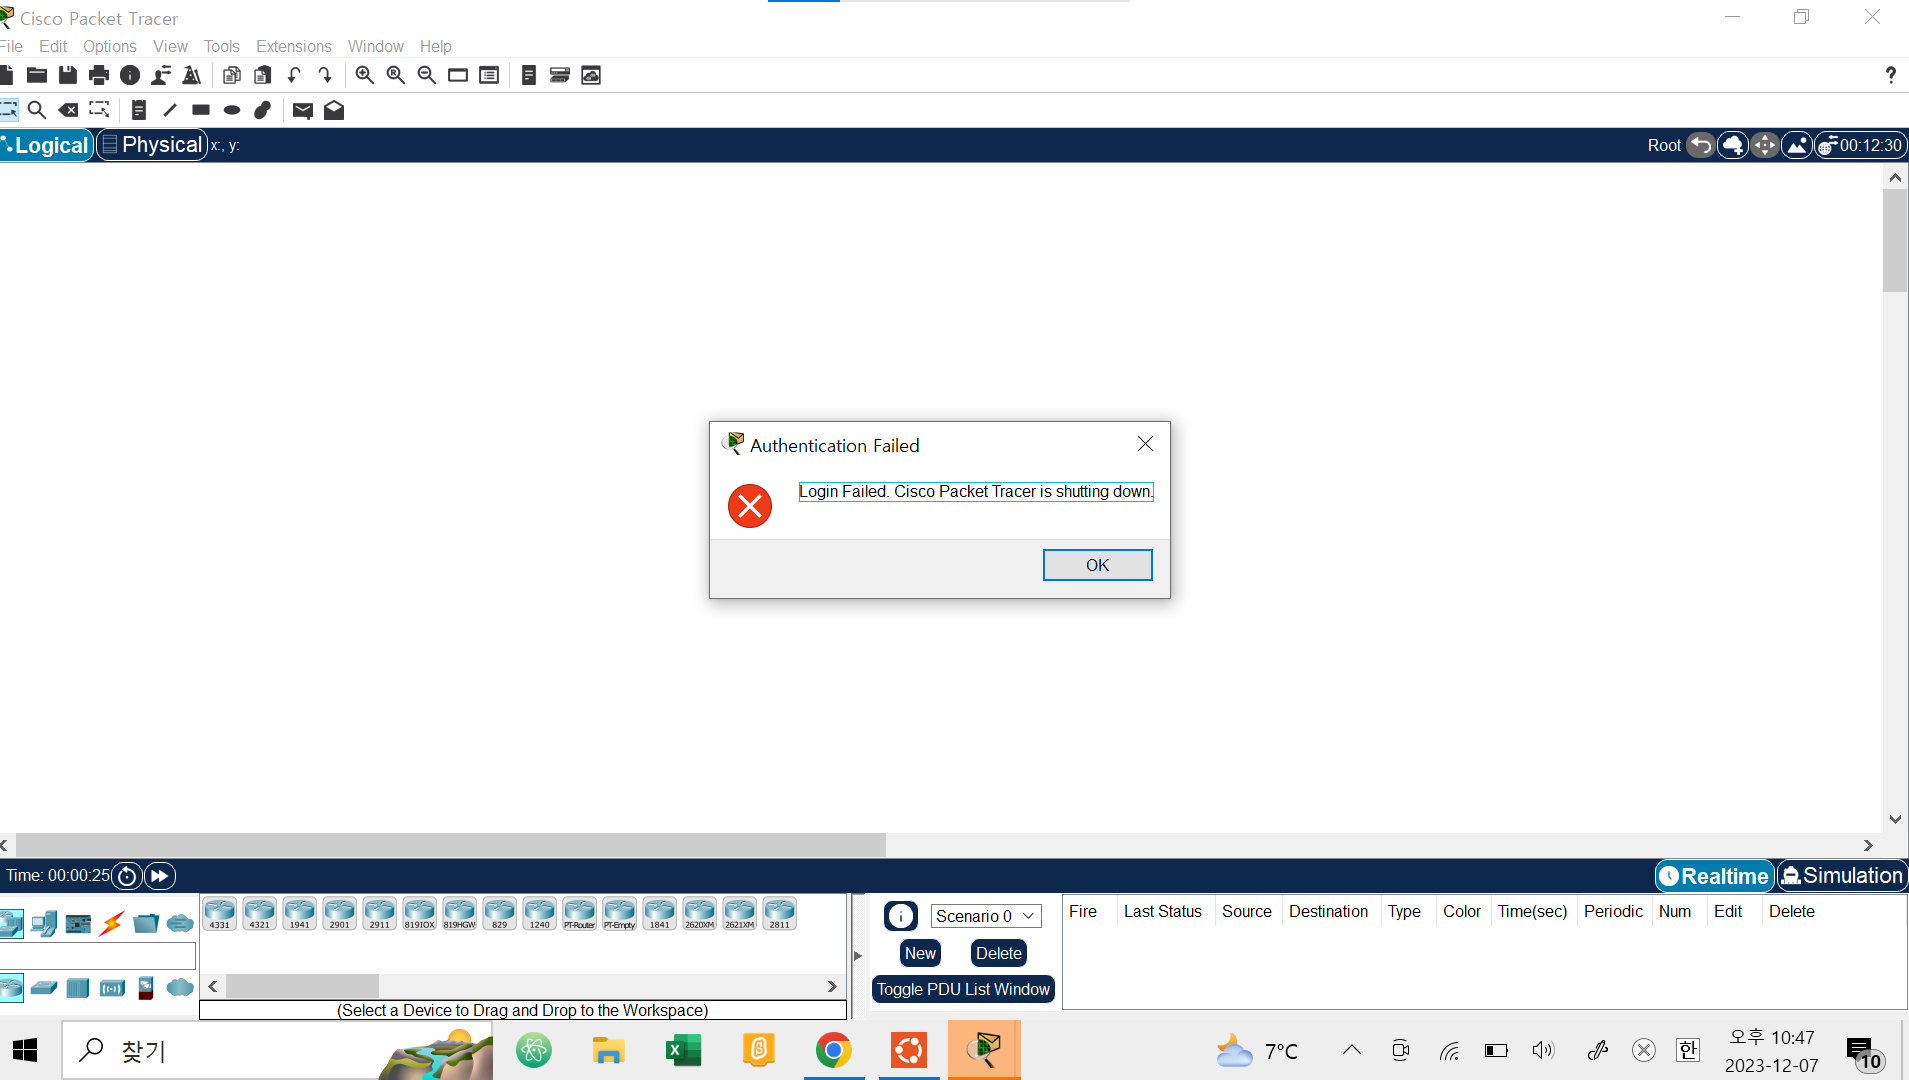 Cisco Packet Tracer
File Edit Options View Tools Extensions Window Help
?
Logical Physical x:, y: Root 00:12:30
Authentication Failed
Login Failed. Cisco Packet Tracer is shutting down.
OK
Time: 00:00:25 Realtime Simulation
4331 4321 1941 2901 2911 819IOX 819HGW 829 1240 PT-Router PT-Empty 1841 2620XM 2621XM 2811
Scenario 0
New Delete
Toggle PDU List Window
Fire Last Status Source Destination Type Color Time(sec) Periodic Num Edit Delete
(Select a Device to Drag and Drop to the Workspace)
찾기
7°C
한
오후 10:47
2023-12-07
10